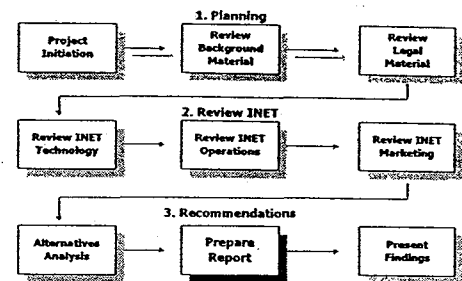 1. Planning
Project
Initiation
Review
Background
Material
Review
Legal
Material
2. Review INET
Review INET
Technology
Review INET
Operations
Review INET
Marketing
3. Recommendations
Alternatives
Analysis
Prepare
Report
Present
Findings